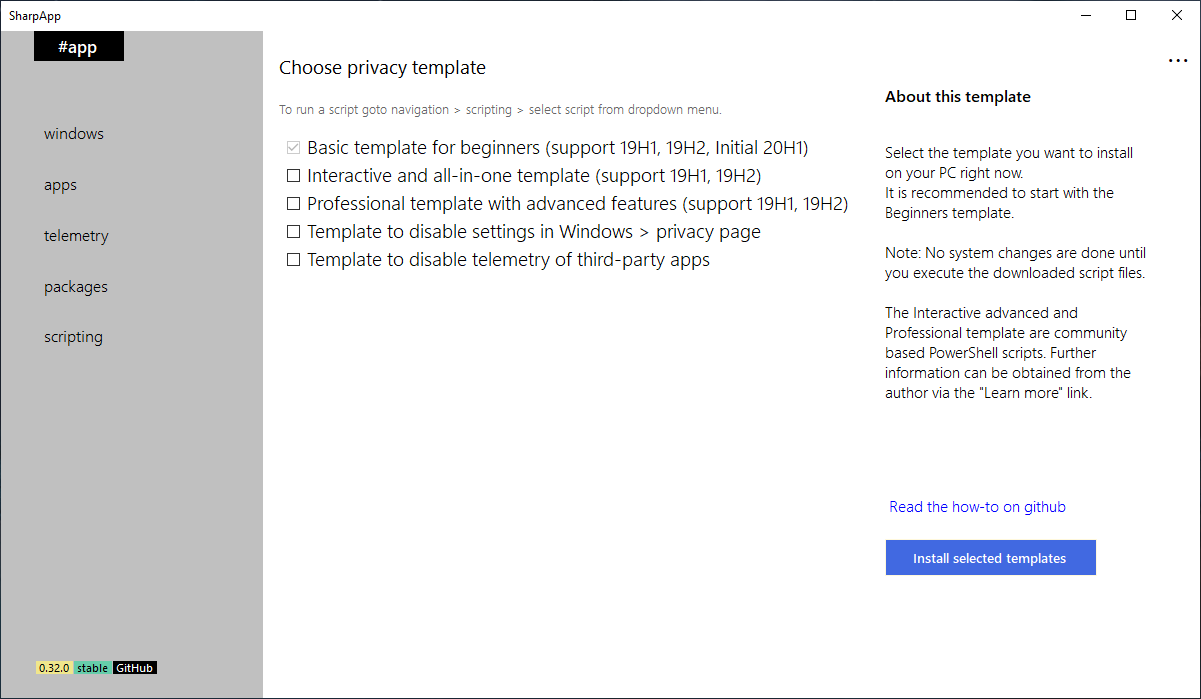 SharpApp
#app
windows
apps
telemetry
packages
scripting
0.32.0 stable GitHub
Choose privacy template
To run a script goto navigation > scripting > select script from dropdown menu.
Basic template for beginners (support 19H1, 19H2, Initial 20H1)
Interactive and all-in-one template (support 19H1, 19H2)
Professional template with advanced features (support 19H1, 19H2)
Template to disable settings in Windows > privacy page
Template to disable telemetry of third-party apps
...
About this template
Select the template you want to install
on your PC right now.
It is recommended to start with the
Beginners template.
Note: No system changes are done until
you execute the downloaded script files.
The Interactive advanced and
Professional template are community
based PowerShell scripts. Further
information can be obtained from the
author via the "Learn more" link.
Read the how-to on github
Install selected templates